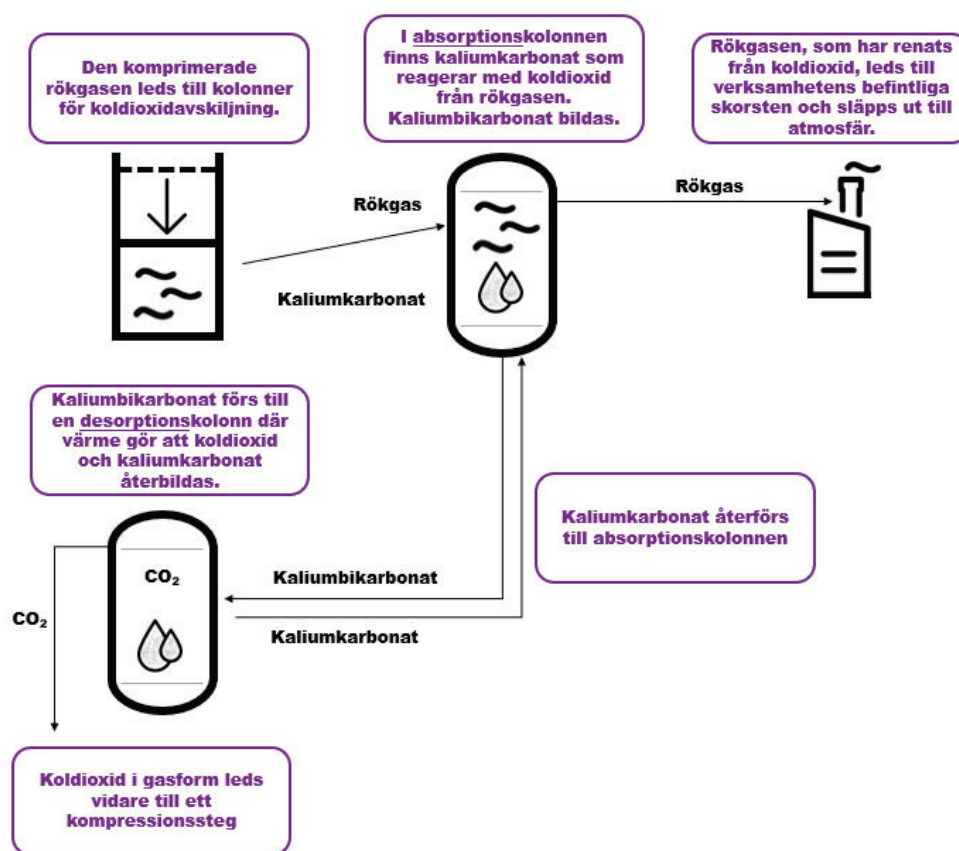 Den komprimerade
rökgasen leds till kolonner
för koldioxidavskiljning.
I absorptionskolonnen
finns kaliumkarbonat som
reagerar med koldioxid
från rökgasen.
Kaliumbikarbonat bildas.
Rökgasen, som har renats
från koldioxid, leds till
verksamhetens befintliga
skorsten och släpps ut till
atmosfär.
Rökgas
Rökgas
Kaliumkarbonat
Kaliumbikarbonat förs till
en desorptionskolonn där
värme gör att koldioxid
och kaliumkarbonat
återbildas.
Kaliumkarbonat återförs
till absorptionskolonnen
CO₂
Kaliumbikarbonat
CO₂
Kaliumkarbonat
Koldioxid i gasform leds
vidare till ett
kompressionssteg